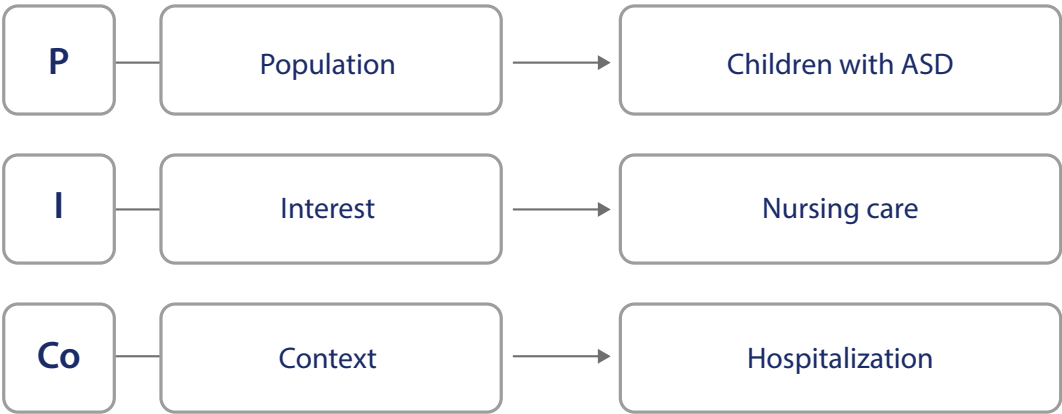 P
Population
Children with ASD
I
Interest
Nursing care
Co
Context
Hospitalization